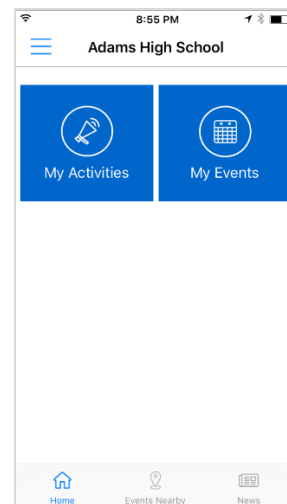 8:55 PM
Adams High School
My Activities
My Events
Home
Events Nearby
News